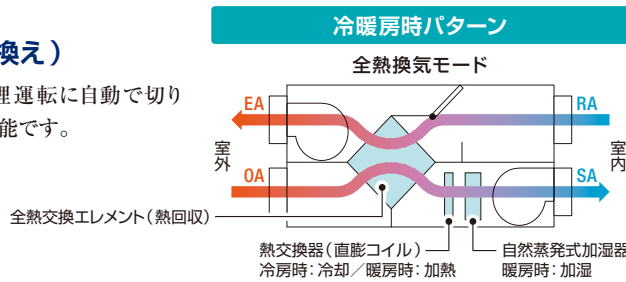 冷暖房時パターン
換え）
理運転に自動で切り
能です。
全熱換気モード
EA
RA
室外
室内
OA
SA
全熱交換エレメント（熱回収）
熱交換器（直膨コイル）
冷房時：冷却／暖房時：加熱
自然蒸発式加湿器
暖房時：加湿